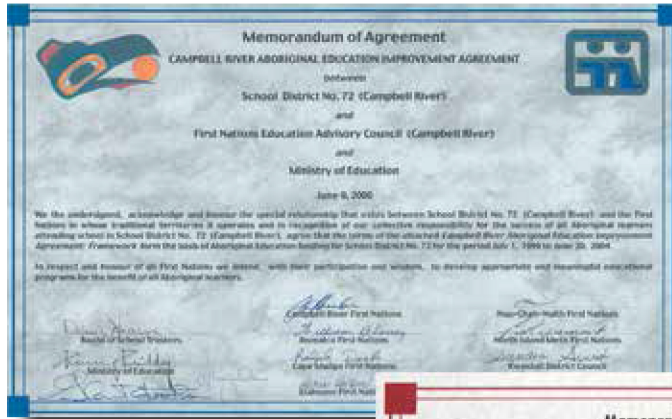 Memorandum of Agreement
CAMPBELL RIVER ABORIGINAL EDUCATION IMPROVEMENT AGREEMENT
between
School District No. 72 (Campbell River)
and
First Nations Education Advisory Council (Campbell River)
and
Ministry of Education
June 9, 2000
We the undersigned, acknowledge and honour the special relationship that exists between School District No. 72 (Campbell River) and the First
Nations in whose traditional territories it operates and in recognition of our collective responsibility for the success of all Aboriginal learners
attending school in School District No. 72 (Campbell River), agree that the terms of the attached Campbell River Aboriginal Education Improvement
Agreement: Framework form the basis of Aboriginal Education funding for School District No. 72 for the period July 1, 1999 to June 30, 2004.
In respect and honour of all First Nations we intend, with their participation and wisdom, to develop appropriate and meaningful educational
programs for the benefit of all Aboriginal learners.
Campbell River First Nations
Nuu-Chah-Nulth First Nations
Board of School Trustees
First Nations
North Island Metis First Nations
Ministry of Education
Cape Mudge First Nations
Kwakiutl District Council
First Nations